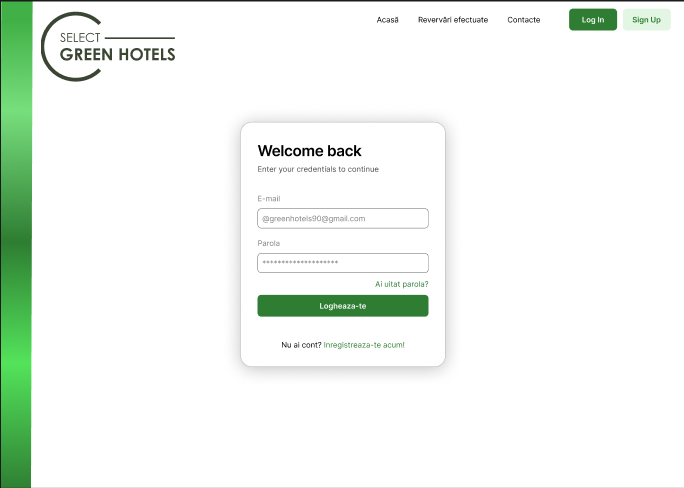 SELECT
GREEN HOTELS
Acasă
Revervări efectuate
Contacte
Log In
Sign Up
Welcome back
Enter your credentials to continue
E-mail
@greenhotels90@gmail.com
Parola
********************
Ai uitat parola?
Logheaza-te
Nu ai cont? Inregistreaza-te acum!